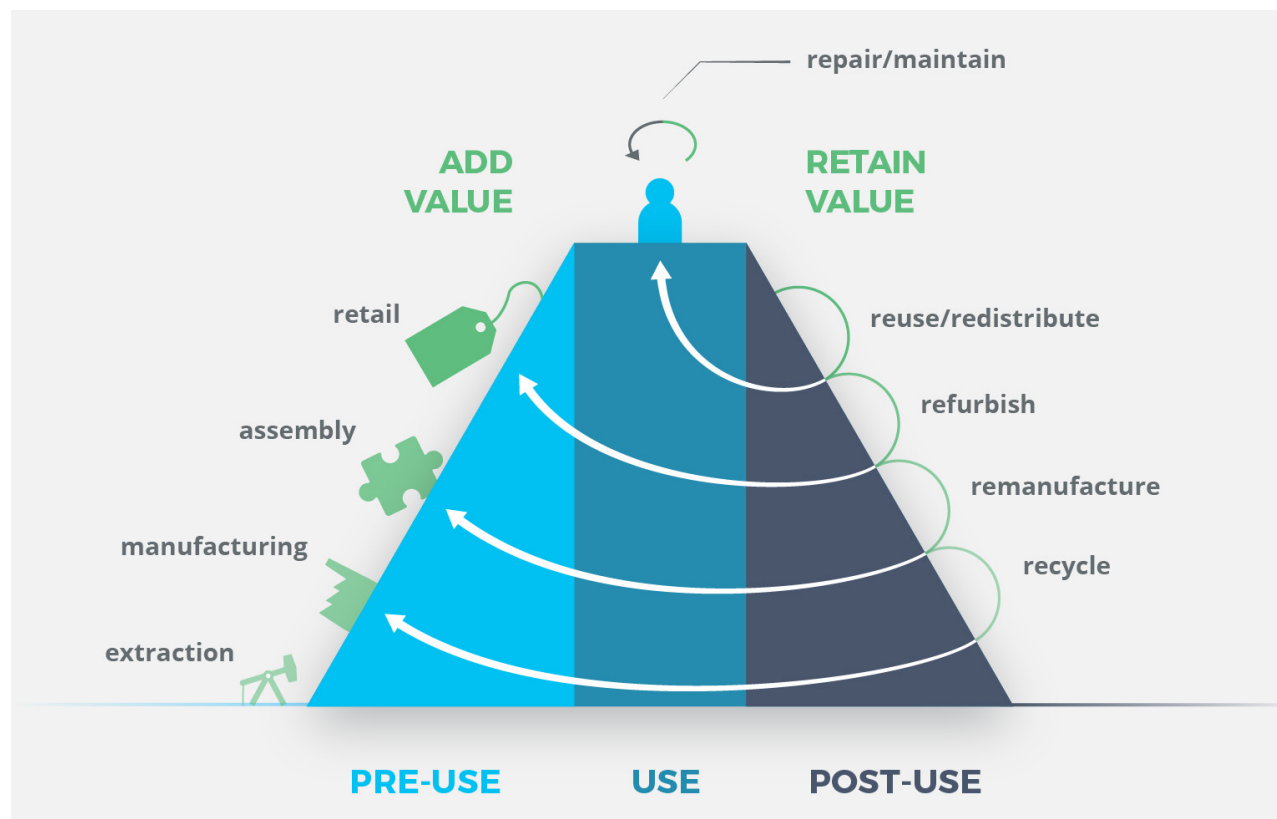 repair/maintain
ADD
VALUE
RETAIN
VALUE
retail
reuse/redistribute
assembly
refurbish
manufacturing
remanufacture
extraction
recycle
PRE-USE
USE
POST-USE